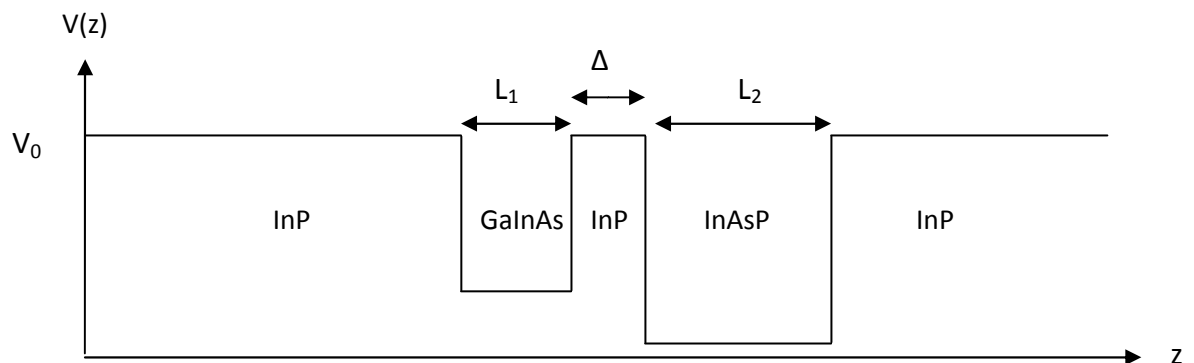 V(z)
Δ
L₁
L₂
V₀
InP
GaInAs
InP
InAsP
InP
z